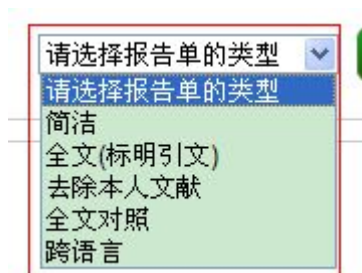 请选择报告单的类型
请选择报告单的类型
简洁
全文(标明引文)
去除本人文献
全文对照
跨语言